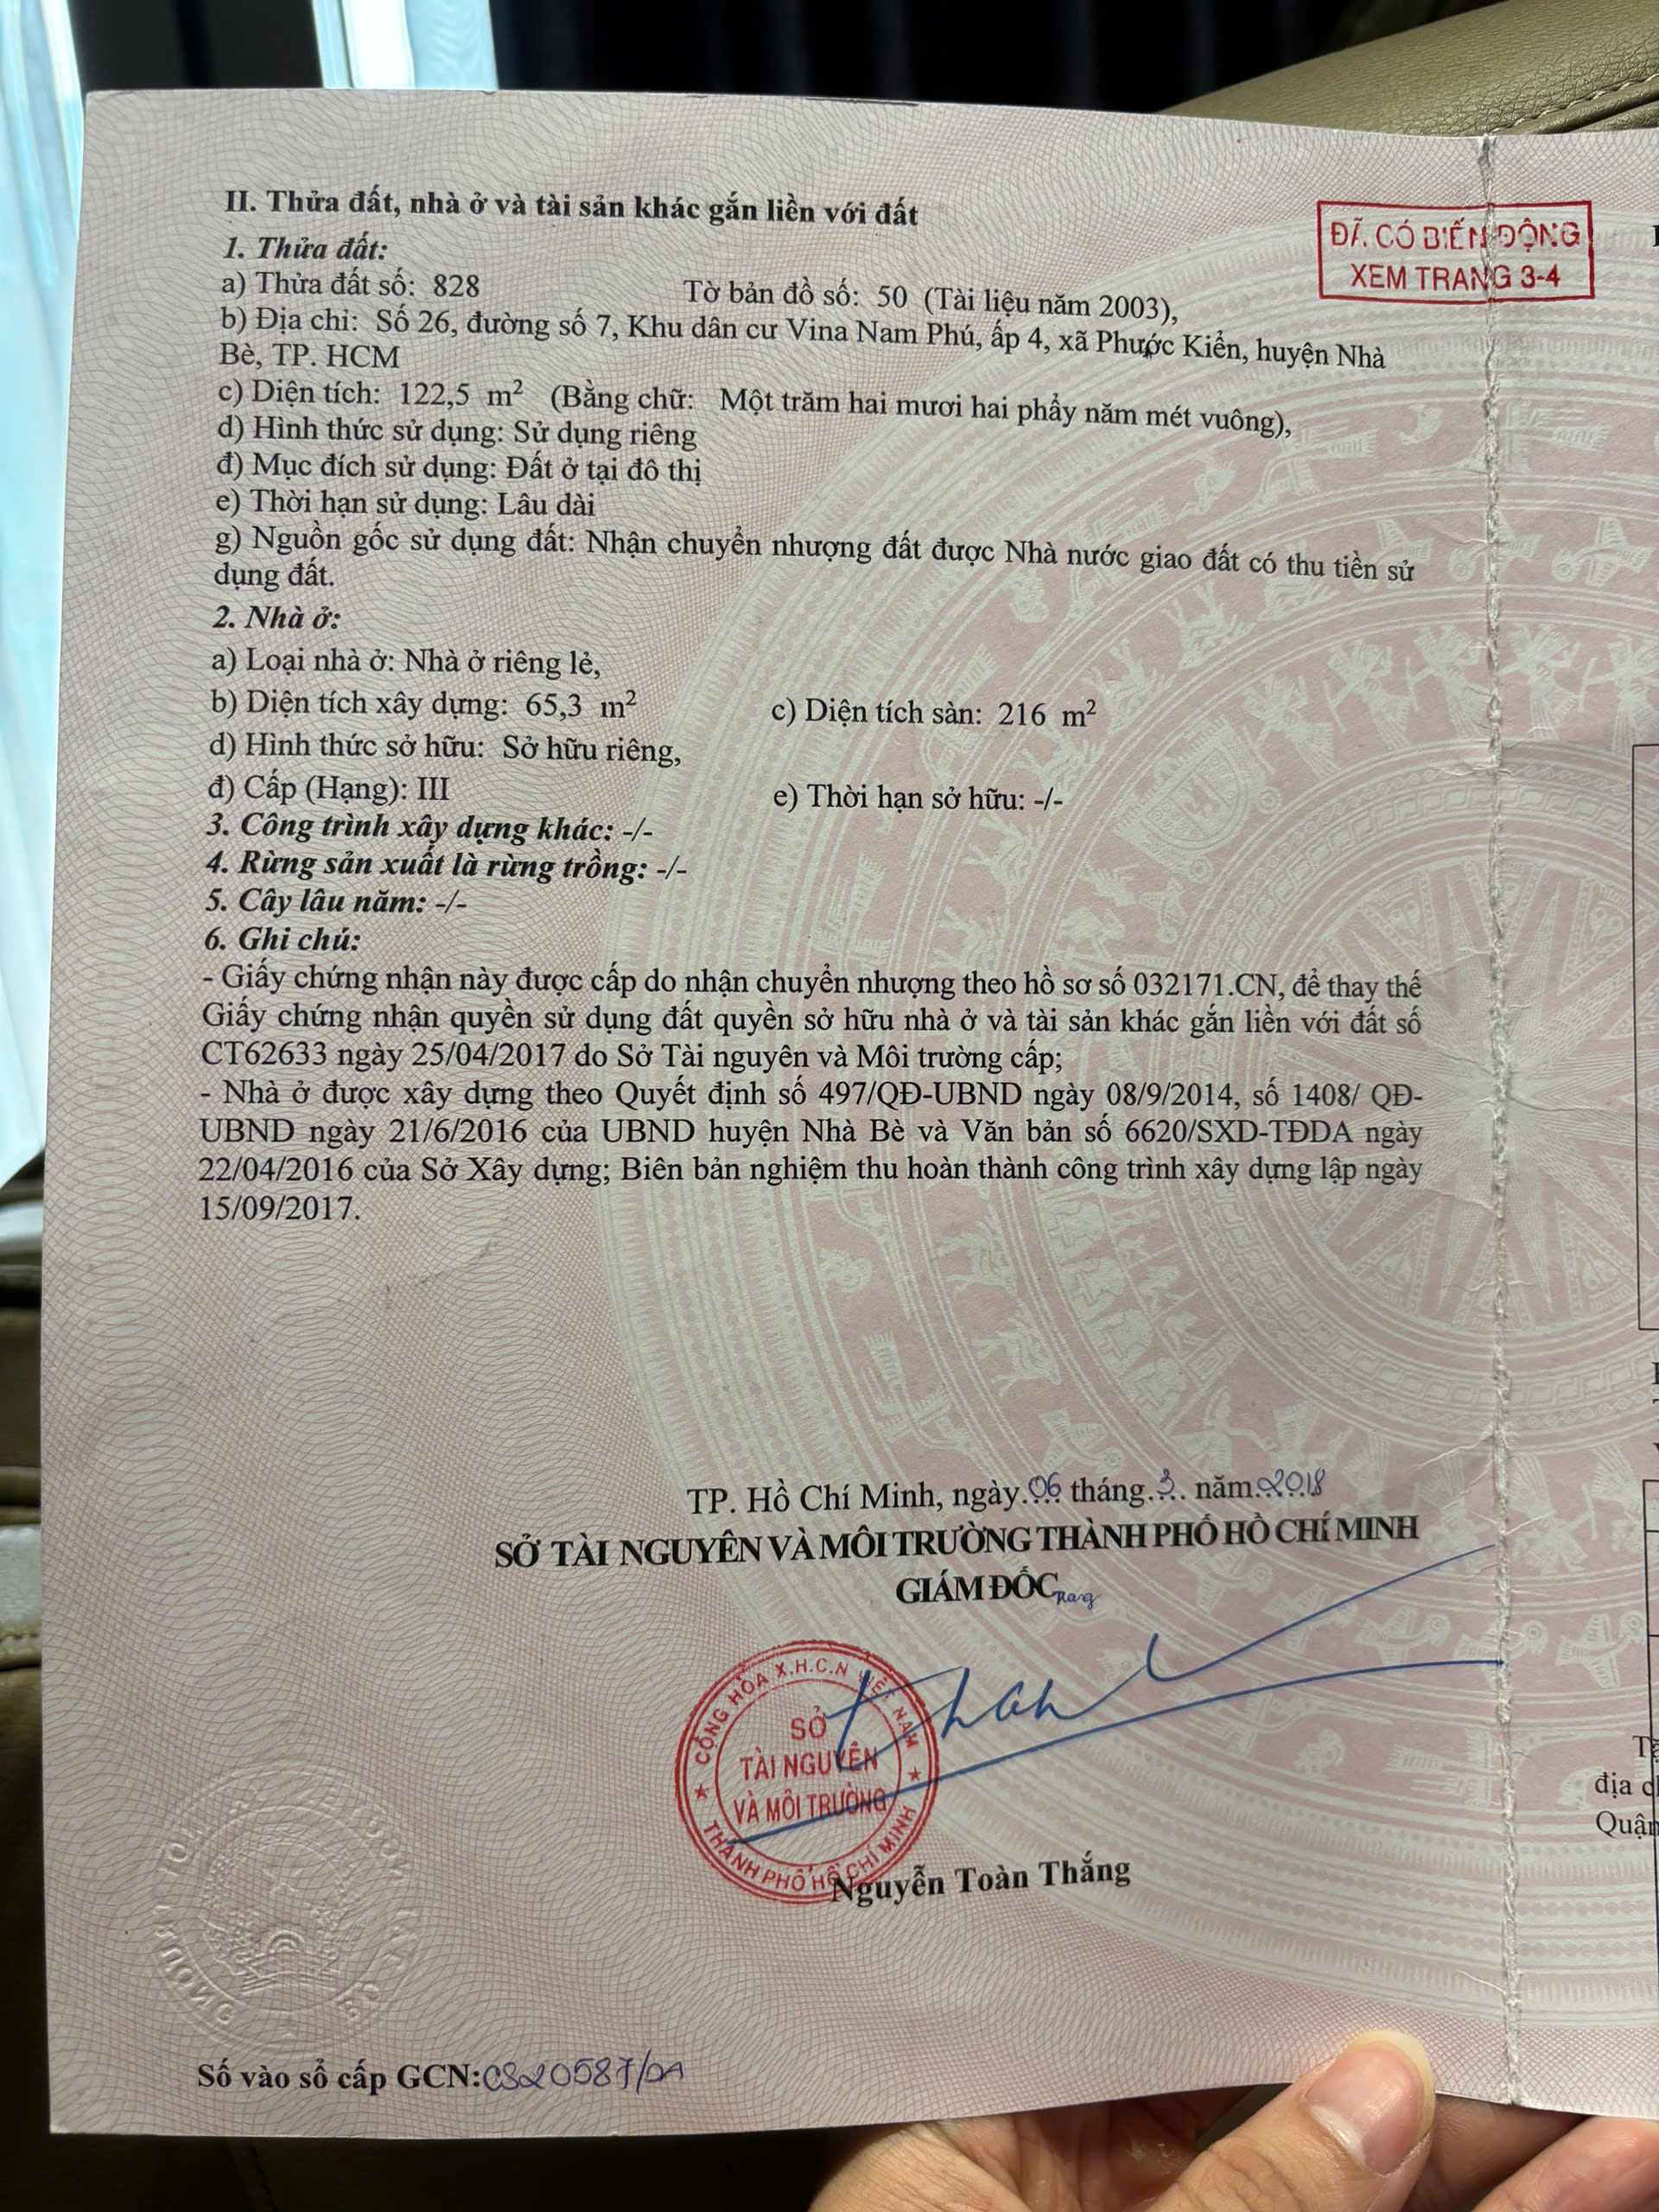 II. Thửa đất, nhà ở và tài sản khác gắn liền với đất
ĐÃ CÓ BIẾN ĐỘNG
XEM TRANG 3-4
1. Thửa đất:
a) Thửa đất số: 828 Tờ bản đồ số: 50 (Tài liệu năm 2003),
b) Địa chỉ: Số 26, đường số 7, Khu dân cư Vina Nam Phú, ấp 4, xã Phước Kiển, huyện Nhà
Bè, TP. HCM
c) Diện tích: 122,5 m² (Bằng chữ: Một trăm hai mươi hai phẩy năm mét vuông),
d) Hình thức sử dụng: Sử dụng riêng
đ) Mục đích sử dụng: Đất ở tại đô thị
e) Thời hạn sử dụng: Lâu dài
g) Nguồn gốc sử dụng đất: Nhận chuyển nhượng đất được Nhà nước giao đất có thu tiền sử
dụng đất.
2. Nhà ở:
a) Loại nhà ở: Nhà ở riêng lẻ,
b) Diện tích xây dựng: 65,3 m² c) Diện tích sàn: 216 m²
d) Hình thức sở hữu: Sở hữu riêng,
đ) Cấp (Hạng): III e) Thời hạn sở hữu: -/-
3. Công trình xây dựng khác: -/-
4. Rừng sản xuất là rừng trồng: -/-
5. Cây lâu năm: -/-
6. Ghi chú:
- Giấy chứng nhận này được cấp do nhận chuyển nhượng theo hồ sơ số 032171.CN, để thay thế
Giấy chứng nhận quyền sử dụng đất quyền sở hữu nhà ở và tài sản khác gắn liền với đất số
CT62633 ngày 25/04/2017 do Sở Tài nguyên và Môi trường cấp;
- Nhà ở được xây dựng theo Quyết định số 497/QĐ-UBND ngày 08/9/2014, số 1408/ QĐ-
UBND ngày 21/6/2016 của UBND huyện Nhà Bè và Văn bản số 6620/SXD-TĐDA ngày
22/04/2016 của Sở Xây dựng; Biên bản nghiệm thu hoàn thành công trình xây dựng lập ngày
15/09/2017.
TP. Hồ Chí Minh, ngày 06 tháng 3 năm 2018
SỞ TÀI NGUYÊN VÀ MÔI TRƯỜNG THÀNH PHỐ HỒ CHÍ MINH
GIÁM ĐỐC
CỘNG HÒA X.H.C.N VIỆT NAM
SỞ
TÀI NGUYÊN
VÀ MÔI TRƯỜNG
THÀNH PHỐ HỒ CHÍ MINH
Nguyễn Toàn Thắng
địa
Quận
Số vào sổ cấp GCN: CS20587/DA